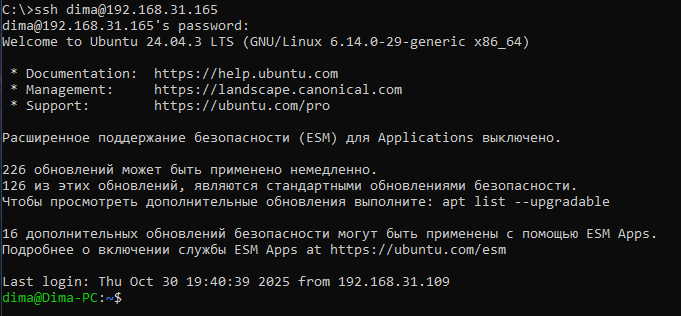 C:\>ssh dima@192.168.31.165
dima@192.168.31.165's password:
Welcome to Ubuntu 24.04.3 LTS (GNU/Linux 6.14.0-29-generic x86_64)
* Documentation:  https://help.ubuntu.com
* Management:     https://landscape.canonical.com
* Support:        https://ubuntu.com/pro
Расширенное поддержание безопасности (ESM) для Applications выключено.
226 обновлений может быть применено немедленно.
126 из этих обновлений, являются стандартными обновлениями безопасности.
Чтобы просмотреть дополнительные обновления выполните: apt list --upgradable
16 дополнительных обновлений безопасности могут быть применены с помощью ESM Apps.
Подробнее о включении службы ESM Apps at https://ubuntu.com/esm
Last login: Thu Oct 30 19:40:39 2025 from 192.168.31.109
dima@Dima-PC:~$